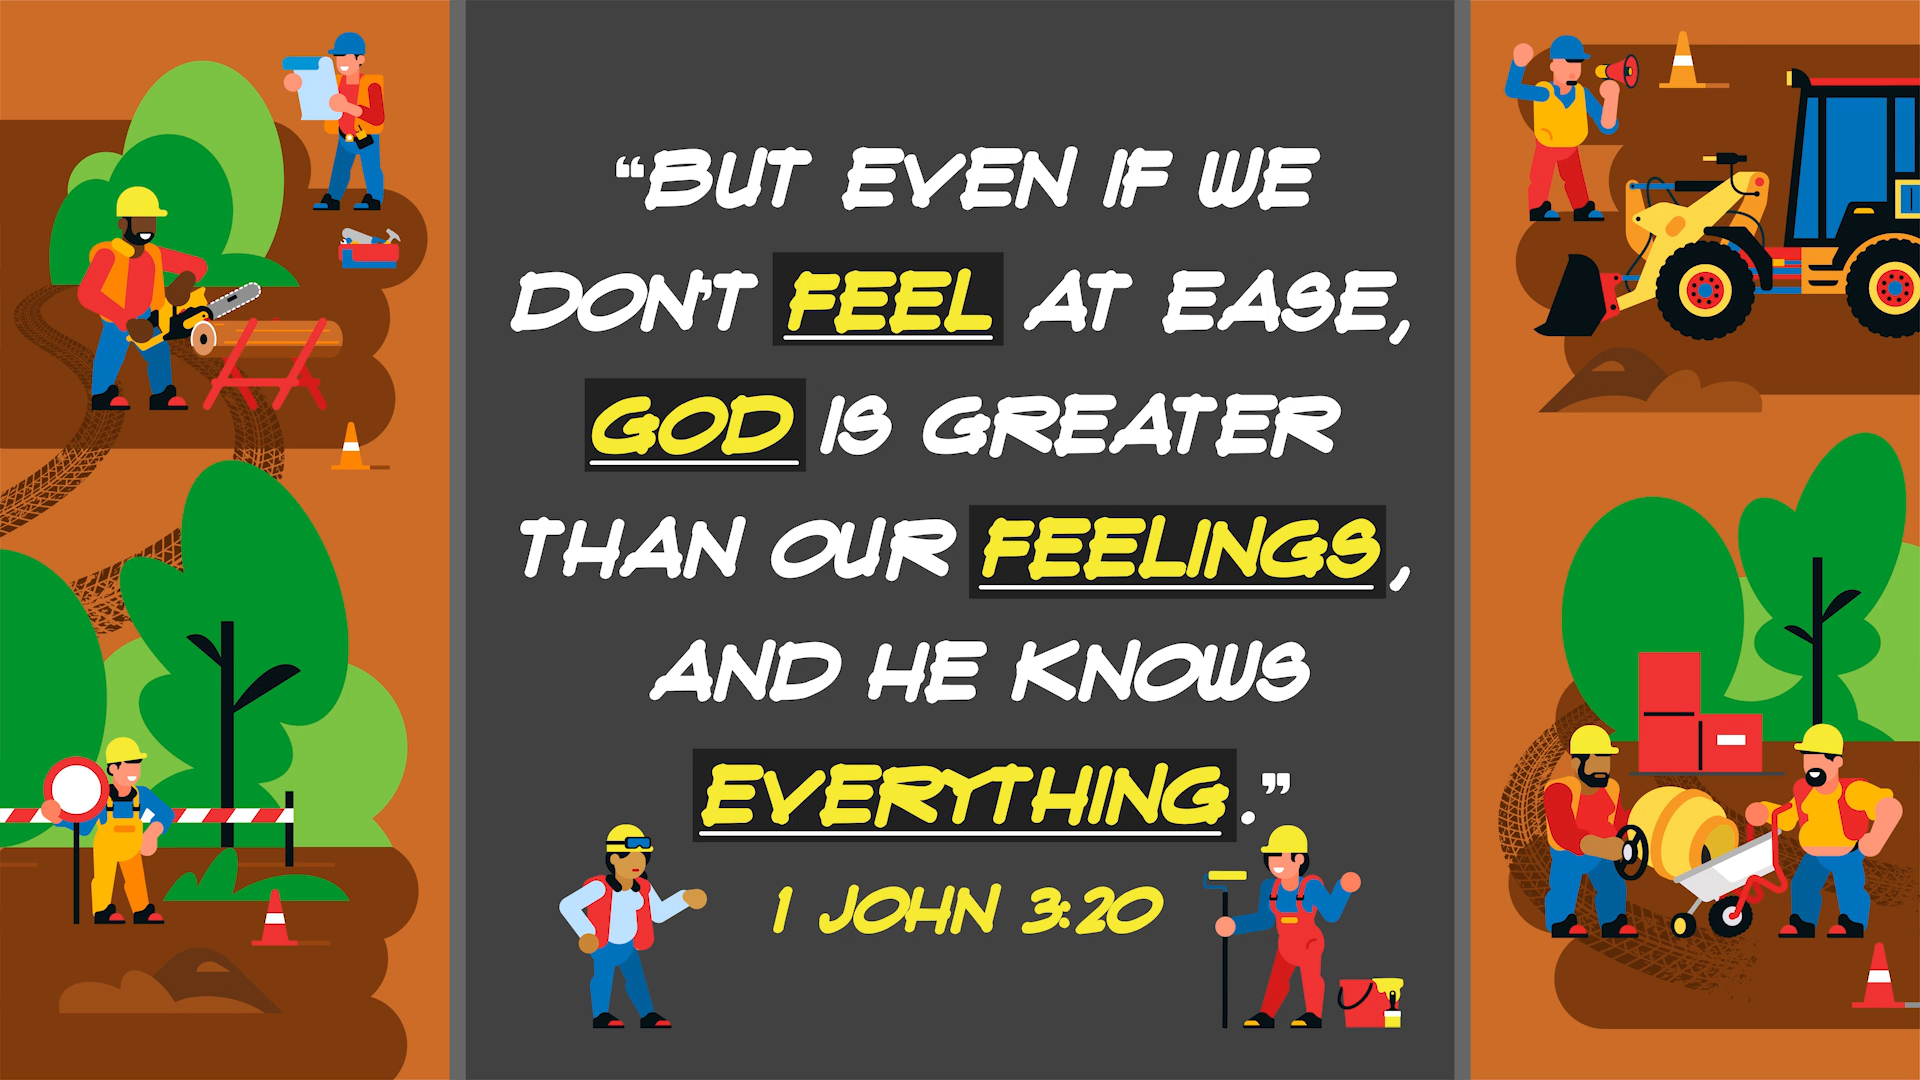 “BUT EVEN IF WE
DON'T FEEL AT EASE,
GOD IS GREATER
THAN OUR FEELINGS,
AND HE KNOWS
EVERYTHING.”
1 JOHN 3:20